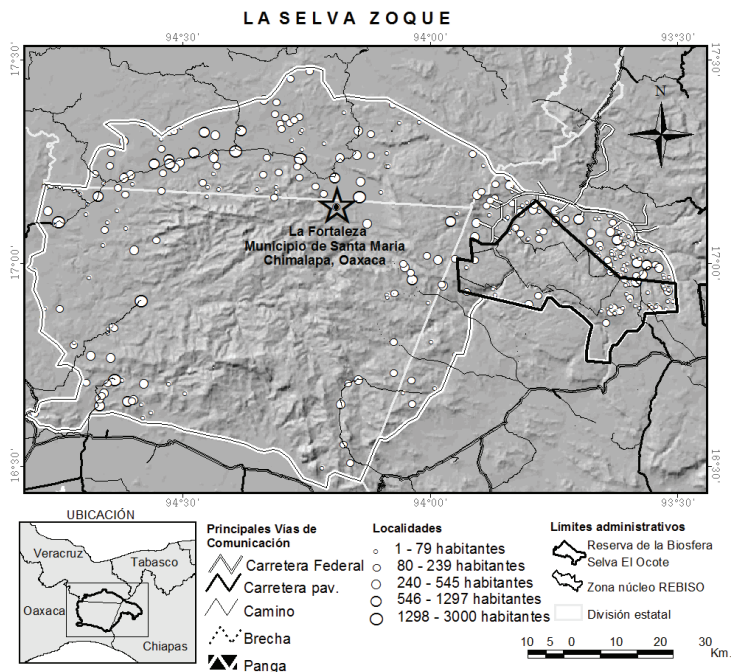 LA SELVA ZOQUE
94°30'
94°00'
93°30'
17°30'
17°30'
N
La Fortaleza
Municipio de Santa Maria
Chimalapa, Oaxaca
17°00'
17°00'
16°30'
16°30'
94°30'
94°00'
93°30'
UBICACIÓN
Veracruz
Tabasco
Oaxaca
Chiapas
Principales Vías de
Comunicación
Carretera Federal
Carretera pav.
Camino
Brecha
Panga
Localidades
1 - 79 habitantes
80 - 239 habitantes
240 - 545 habitantes
546 - 1297 habitantes
1298 - 3000 habitantes
Límites administrativos
Reserva de la Biosfera
Selva El Ocote
Zona núcleo REBISO
División estatal
10 5 0 10 20 30
Km.